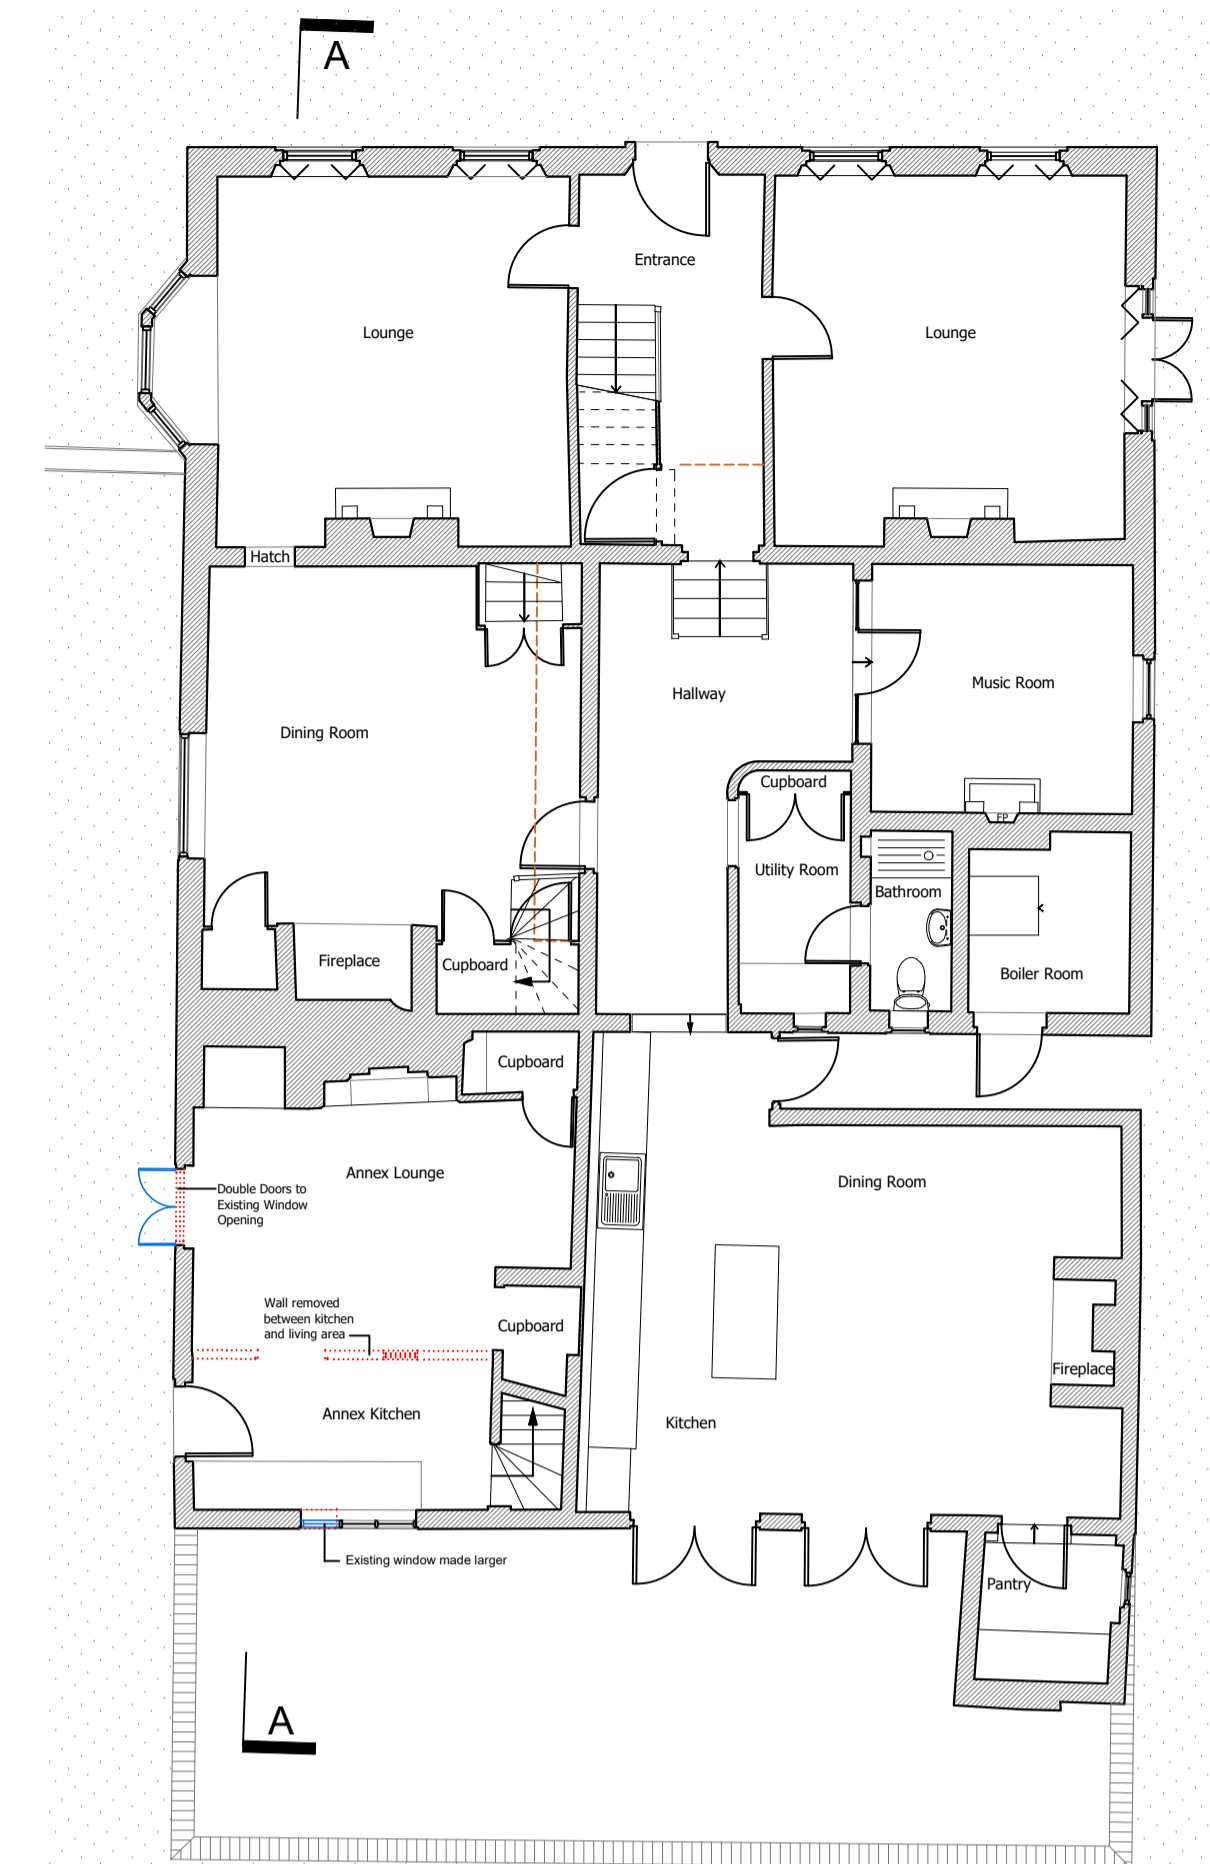 A
Entrance
Lounge
Lounge
Hatch
Hallway
Music Room
Dining Room
Cupboard
FP
Utility Room
Bathroom
Fireplace
Cupboard
Boiler Room
Cupboard
Annex Lounge
Dining Room
Double Doors to
Existing Window
Opening
Wall removed
between kitchen
and living area
Cupboard
Fireplace
Annex Kitchen
Kitchen
Existing window made larger
Pantry
A